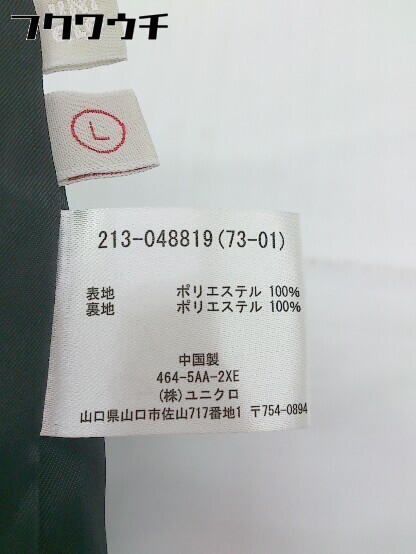 フクワウチ
L
213-048819(73-01)
表地 ポリエステル 100%
裏地 ポリエステル 100%
中国製
464-5AA-2XE
(株)ユニクロ
山口県山口市佐山717番地1 〒754-0894